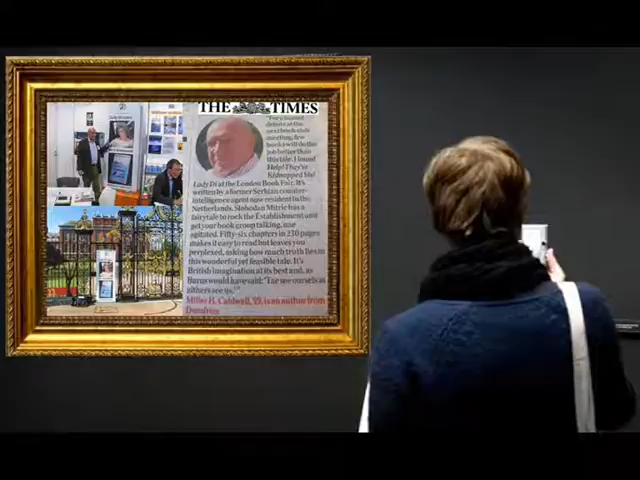 THE TIMES
"For a heated
debate at the
next book club
meeting, few
books will do the
job better than
this tale. I found
Help! They've
Kidnapped My
Lady Di at the London Book Fair. It's
written by a former Serbian counter-
intelligence agent now resident in the
Netherlands. Slobodan Mitric has a
fairytale to rock the Establishment and
get your book group talking, nay
agitated. Fifty-six chapters in 230 pages
makes it easy to read but leaves you
perplexed, asking how much truth lies in
this wonderful yet feasible tale. It's
British imagination at its best and, as
Burns would have said: 'Tae see oursels as
ithers see us.'"
Miller H. Caldwell, 59, is an author from
Dumfries